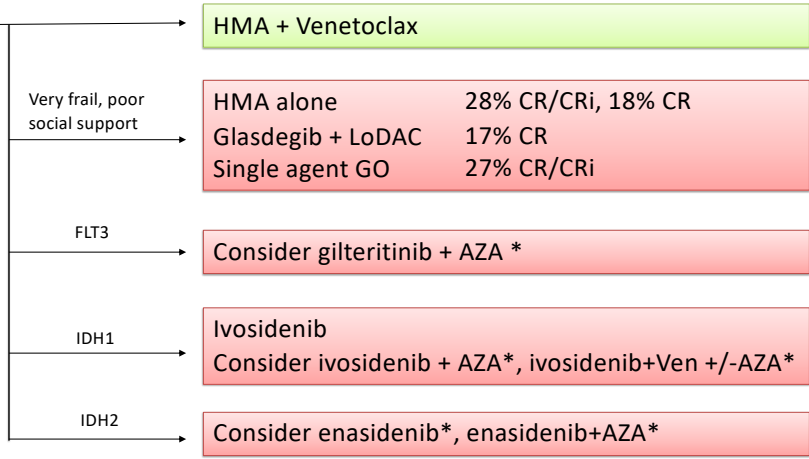 HMA + Venetoclax
Very frail, poor
social support
HMA alone 28% CR/CRi, 18% CR
Glasdegib + LoDAC 17% CR
Single agent GO 27% CR/CRi
FLT3
Consider gilteritinib + AZA *
IDH1
Ivosidenib
Consider ivosidenib + AZA*, ivosidenib+Ven +/-AZA*
IDH2
Consider enasidenib*, enasidenib+AZA*